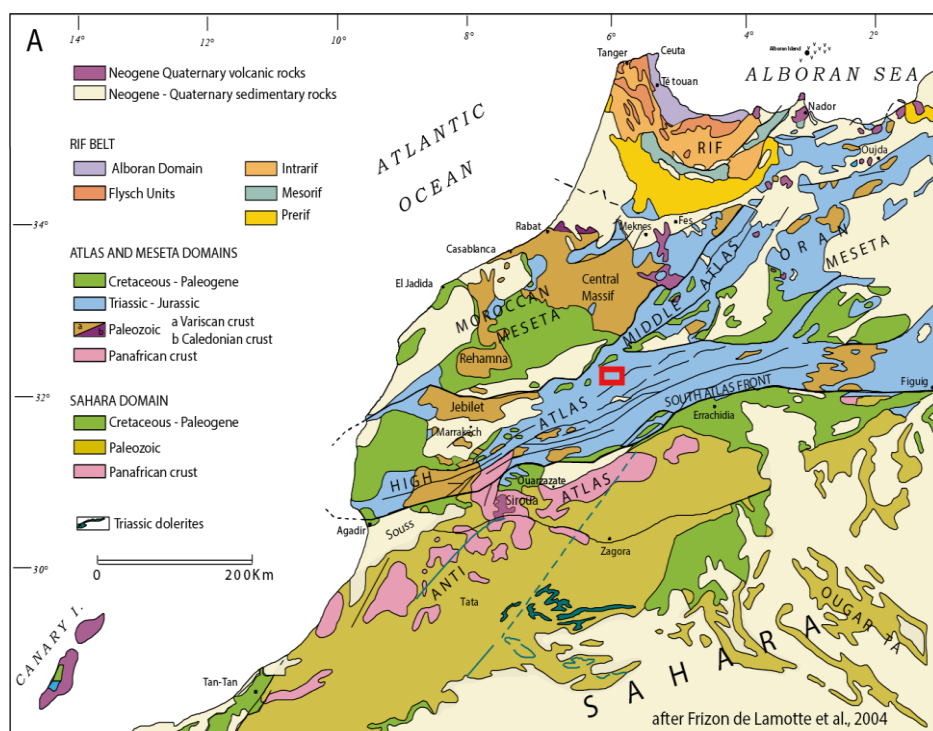 A
14°
12°
10°
6°
4°
2°
Neogene Quaternary volcanic rocks
Neogene - Quaternary sedimentary rocks
RIF BELT
Alboran Domain
Flysch Units
Intrarif
Mesorif
Prerif
ATLAS AND MESETA DOMAINS
Cretaceous - Paleogene
Triassic - Jurassic
a
b
Paleozoic
a Variscan crust
b Caledonian crust
Panafrican crust
SAHARA DOMAIN
Cretaceous - Paleogene
Paleozoic
Panafrican crust
Triassic dolerites
0
200Km
34°
32°
30°
ATLANTIC
OCEAN
Alboran Island
ALBORAN SEA
Tanger
Ceuta
Té touan
Nador
RIF
Oujda
Rabat
Meknes
Fes
Casablanca
El Jadida
Central
Massif
MOROCCAN
MESETA
MIDDLE ATLAS
ORAN
MESETA
Rehamna
Jebilet
Marrakech
HIGH
ATLAS
SOUTH ATLAS FRONT
Figuig
Errachidia
Ouarzazate
Siroua
ANTI
ATLAS
Agadir
Souss
Zagora
Tata
Tan-Tan
CANARY I.
OUGARTA
SAHARA
after Frizon de Lamotte et al., 2004